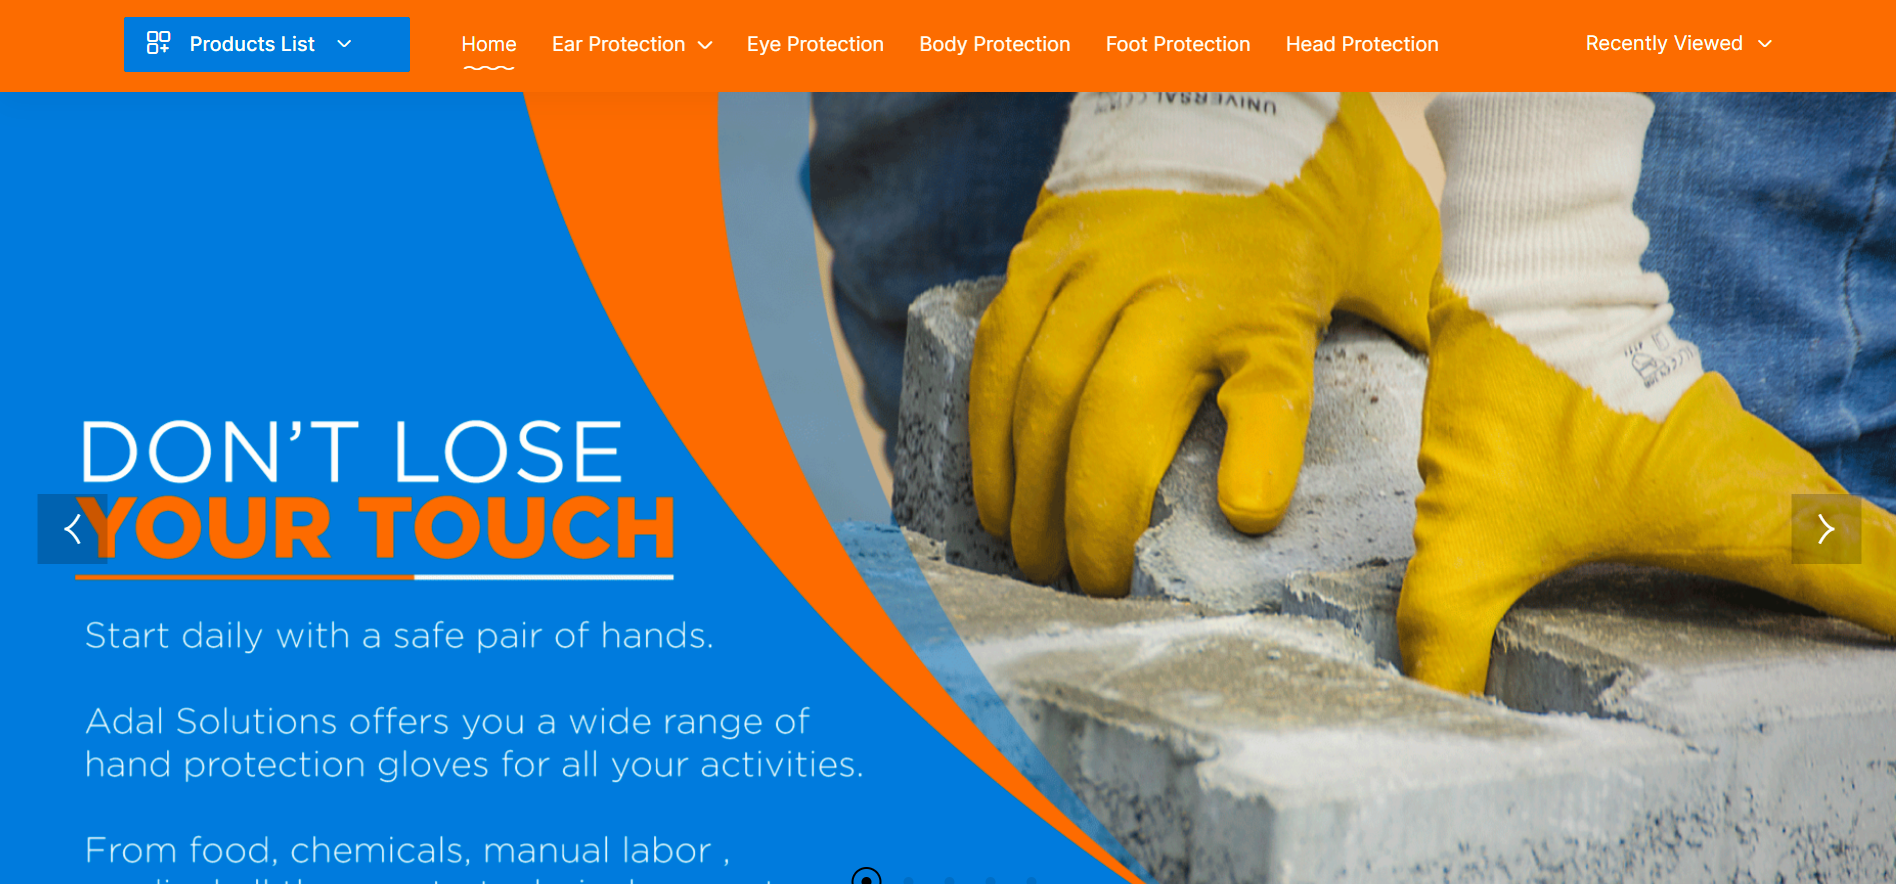 Products List
Home
Ear Protection
Eye Protection
Body Protection
Foot Protection
Head Protection
Recently Viewed
UNIVERSAL
DON'T LOSE
YOUR TOUCH
Start daily with a safe pair of hands.
Adal Solutions offers you a wide range of
hand protection gloves for all your activities.
From food, chemicals, manual labor ,